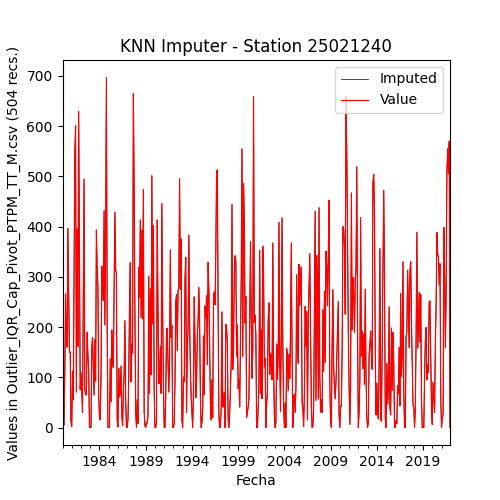 KNN Imputer - Station 25021240
Values in Outlier_IQR_Cap_Pivot_PTPM_TT_M.csv (504 recs.)
700
600
500
400
300
200
100
0
Imputed
Value
1984 1989 1994 1999 2004 2009 2014 2019
Fecha